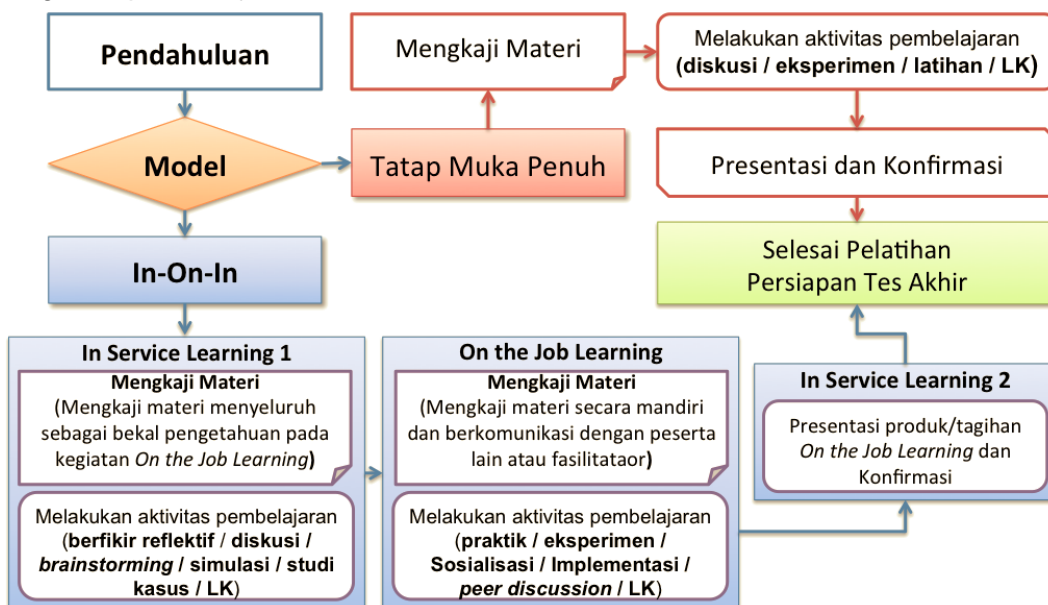 Pendahuluan
Model
Tatap Muka Penuh
Mengkaji Materi
Melakukan aktivitas pembelajaran
(diskusi / eksperimen / latihan / LK)
Presentasi dan Konfirmasi
Selesai Pelatihan
Persiapan Tes Akhir
In-On-In
In Service Learning 1
Mengkaji Materi
(Mengkaji materi menyeluruh
sebagai bekal pengetahuan pada
kegiatan On the Job Learning)
Melakukan aktivitas pembelajaran
(berfikir reflektif / diskusi /
brainstorming / simulasi / studi
kasus / LK)
On the Job Learning
Mengkaji Materi
(Mengkaji materi secara mandiri
dan berkomunikasi dengan peserta
lain atau fasilitataor)
Melakukan aktivitas pembelajaran
(praktik / eksperimen /
Sosialisasi / Implementasi /
peer discussion / LK)
In Service Learning 2
Presentasi produk/tagihan
On the Job Learning dan
Konfirmasi